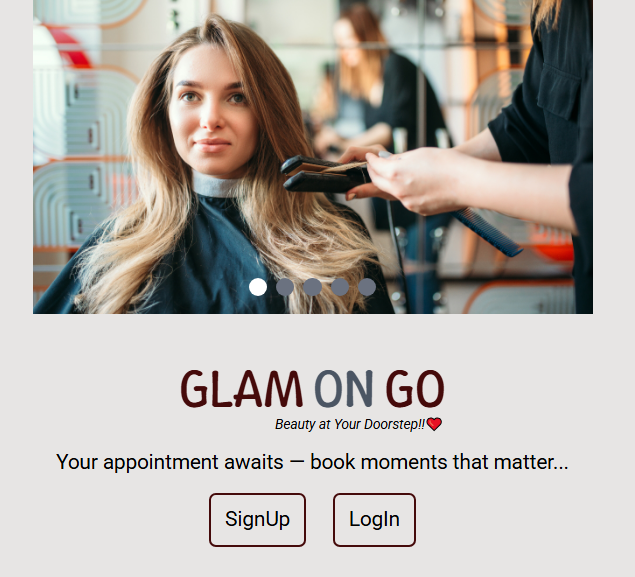 GLAM ON GO
Beauty at Your Doorstep!!❤
Your appointment awaits — book moments that matter...
SignUp LogIn